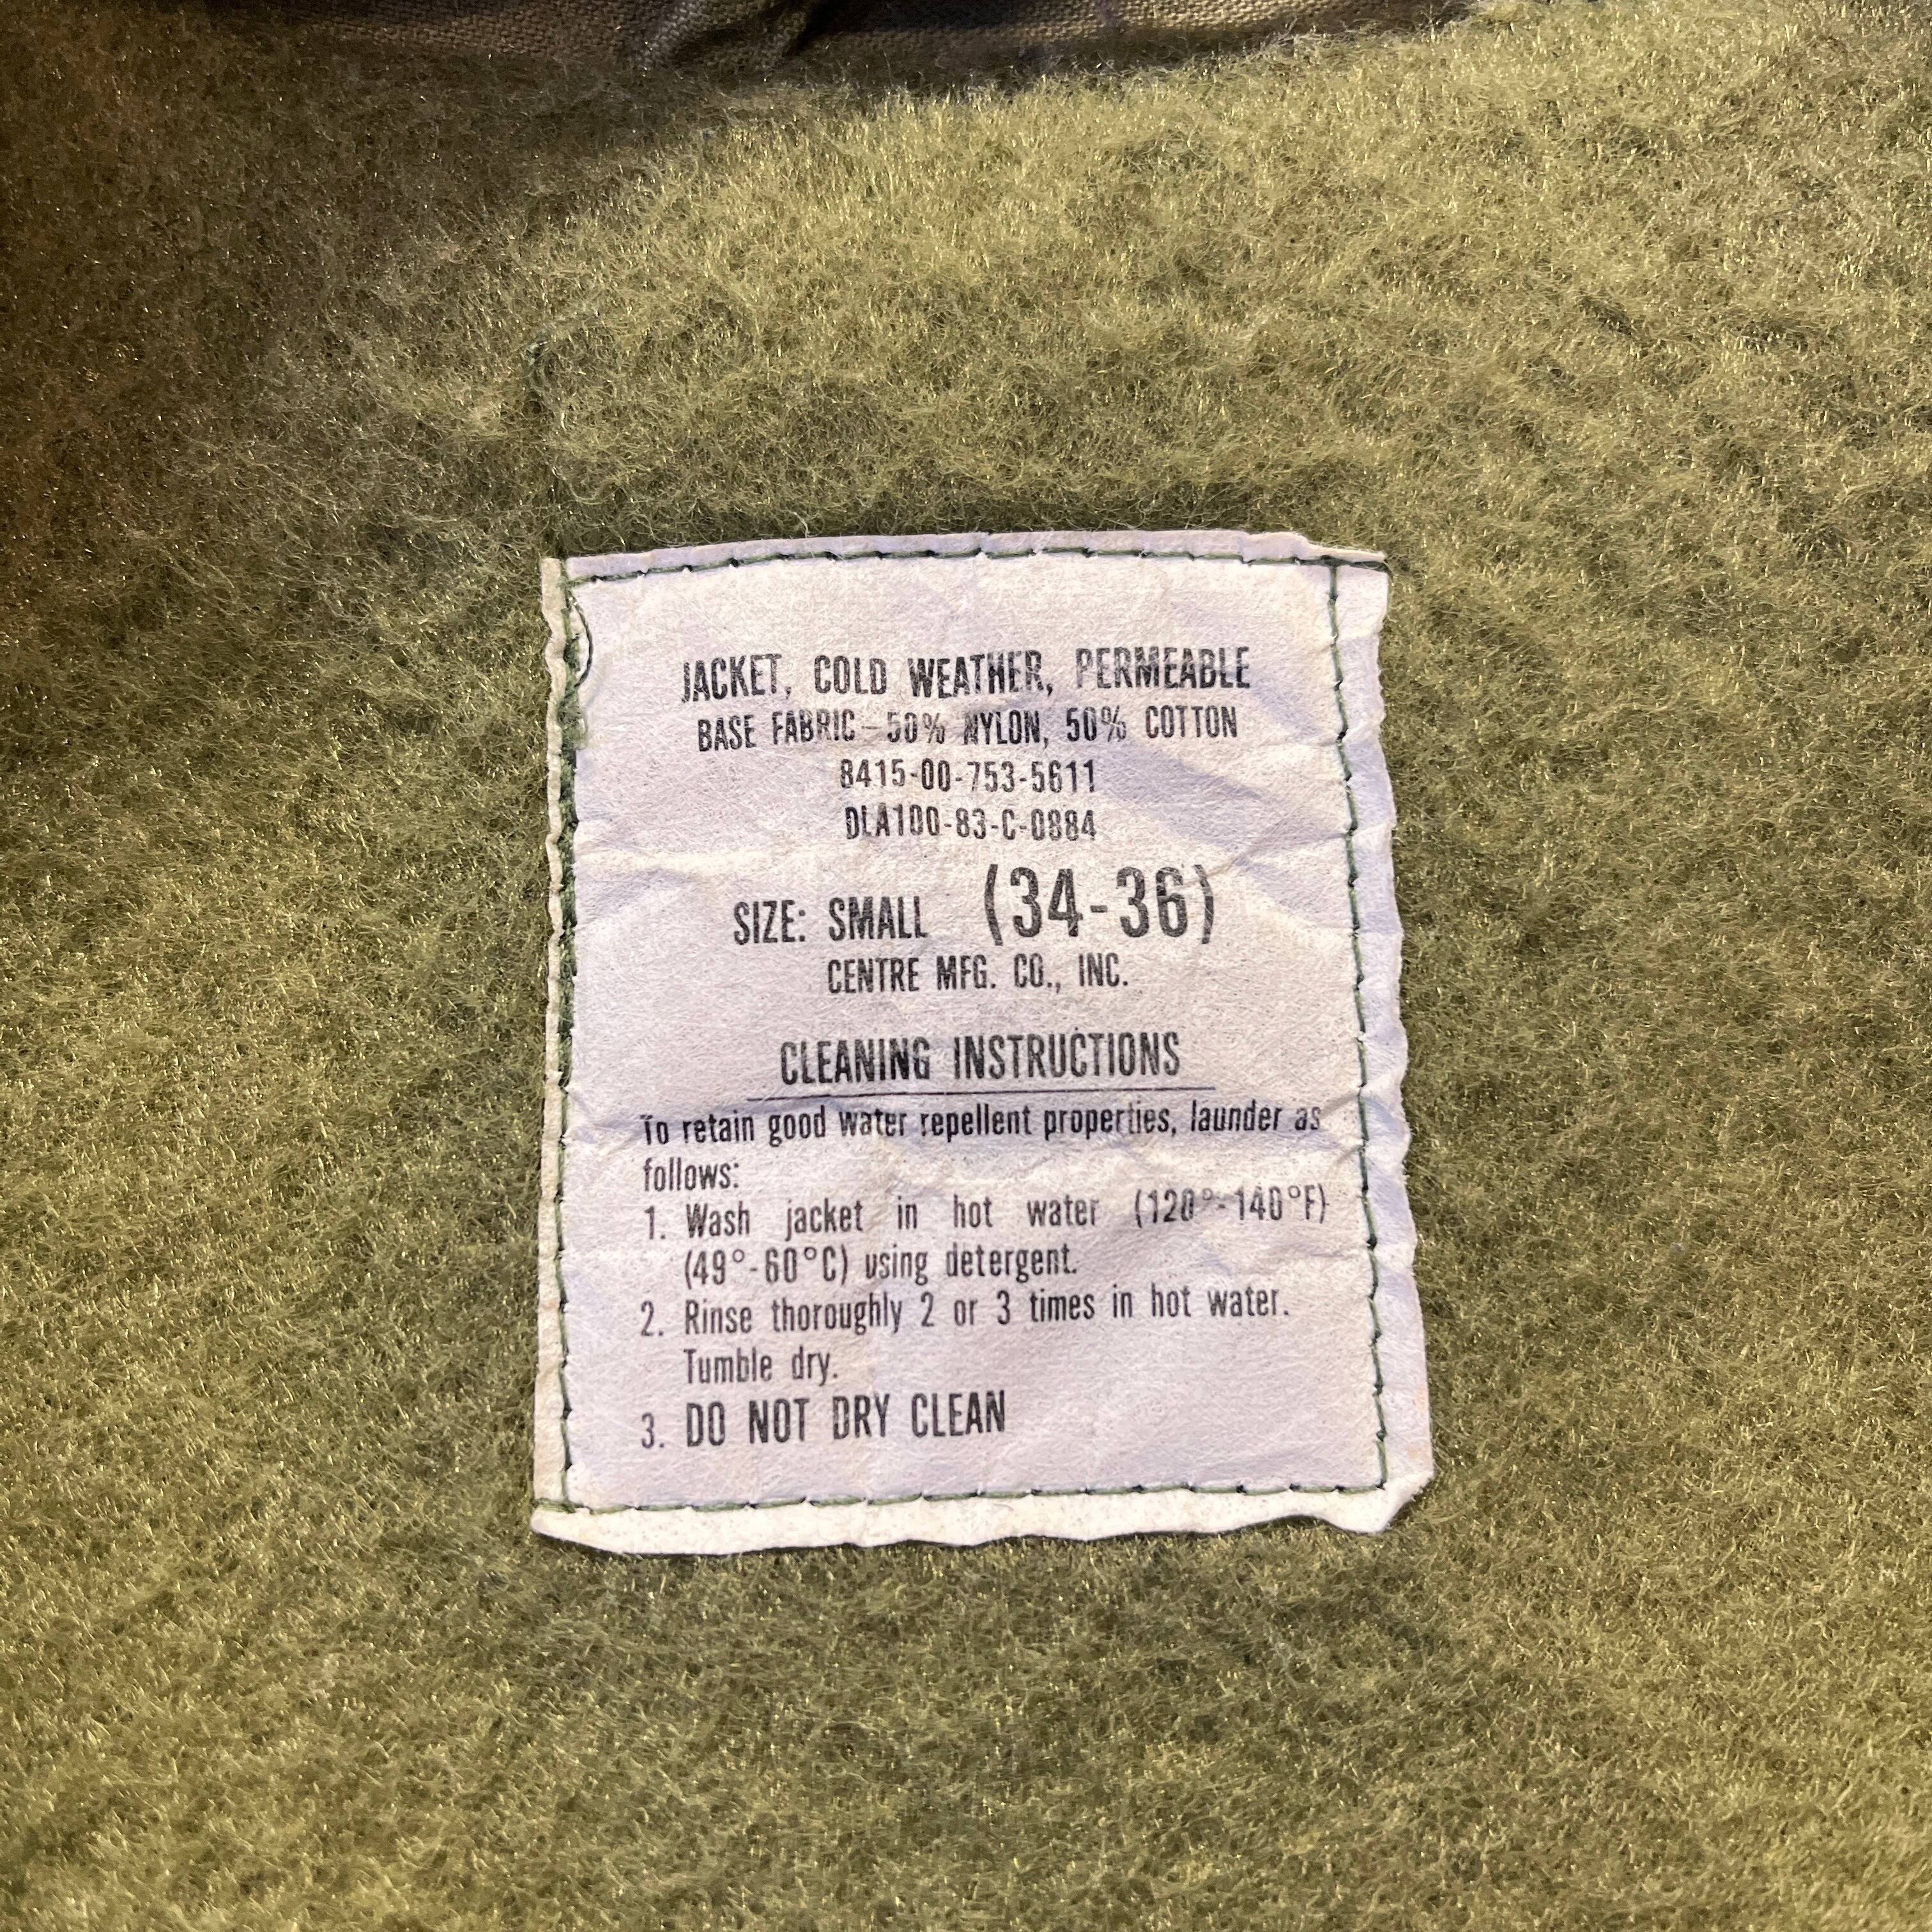 JACKET, COLD WEATHER, PERMEABLE
BASE FABRIC – 50% NYLON, 50% COTTON
8415-00-753-5611
DLA100-83-C-0884
SIZE: SMALL (34-36)
CENTRE MFG. CO., INC.
CLEANING INSTRUCTIONS
To retain good water repellent properties, launder as
follows:
1. Wash jacket in hot water (120°-140°F)
(49°-60°C) using detergent.
2. Rinse thoroughly 2 or 3 times in hot water.
Tumble dry.
3. DO NOT DRY CLEAN